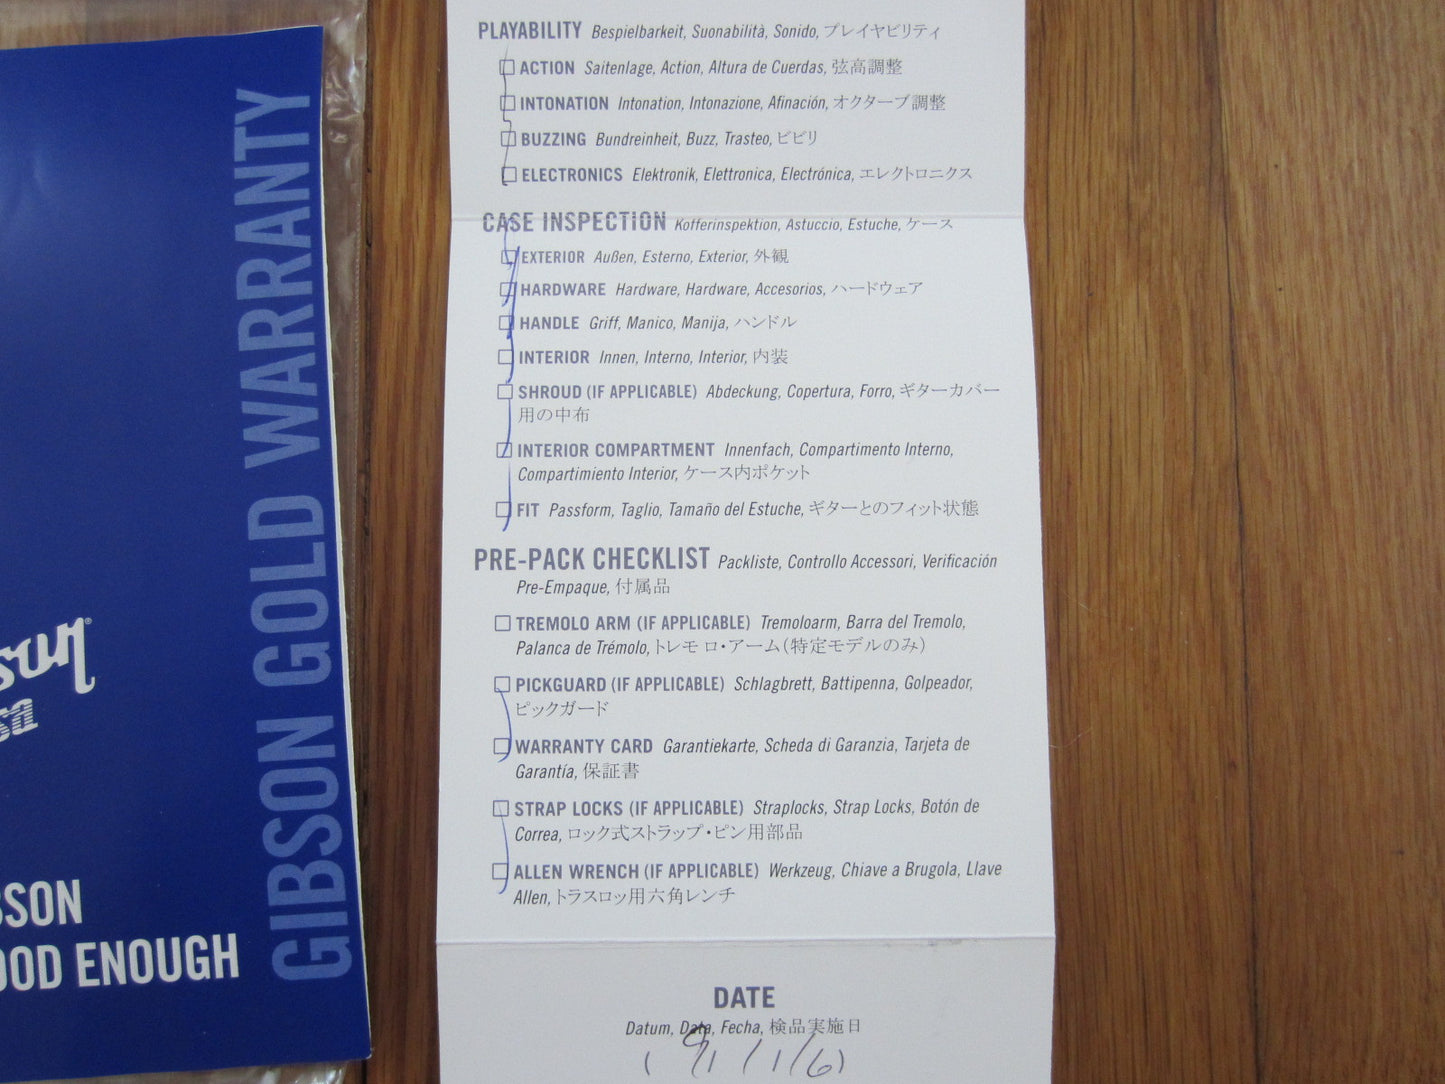 GIBSON GOLD WARRANTY
OOD ENOUGH
PLAYABILITY Bespielbarkeit, Suonabilità, Sonido, プレイヤビリティ
ACTION Saitenlage, Action, Altura de Cuerdas, 弦高調整
INTONATION Intonation, Intonazione, Afinación, オクターブ調整
BUZZING Bundreinheit, Buzz, Trasteo, ビビリ
ELECTRONICS Elektronik, Elettronica, Electrónica, エレクトロニクス
CASE INSPECTION Kofferinspektion, Astuccio, Estuche, ケース
EXTERIOR Außen, Esterno, Exterior, 外観
HARDWARE Hardware, Hardware, Accesorios, ハードウェア
HANDLE Griff, Manico, Manija, ハンドル
INTERIOR Innen, Interno, Interior, 内装
SHROUD (IF APPLICABLE) Abdeckung, Copertura, Forro, ギターカバー
用の中布
INTERIOR COMPARTMENT Innenfach, Compartimento Interno,
Compartimiento Interior, ケース内ポケット
FIT Passform, Taglio, Tamaño del Estuche, ギターとのフィット状態
PRE-PACK CHECKLIST Packliste, Controllo Accessori, Verificación
Pre-Empaque, 付属品
TREMOLO ARM (IF APPLICABLE) Tremoloarm, Barra del Tremolo,
Palanca de Trémolo, トレモロ・アーム(特定モデルのみ)
PICKGUARD (IF APPLICABLE) Schlagbrett, Battipenna, Golpeador,
ピックガード
WARRANTY CARD Garantiekarte, Scheda di Garanzia, Tarjeta de
Garantía, 保証書
STRAP LOCKS (IF APPLICABLE) Straplocks, Strap Locks, Botón de
Correa, ロック式ストラップ・ピン用部品
ALLEN WRENCH (IF APPLICABLE) Werkzeug, Chiave a Brugola, Llave
Allen, トラスロッ用六角レンチ
DATE
Datum, Data, Fecha, 検品実施日